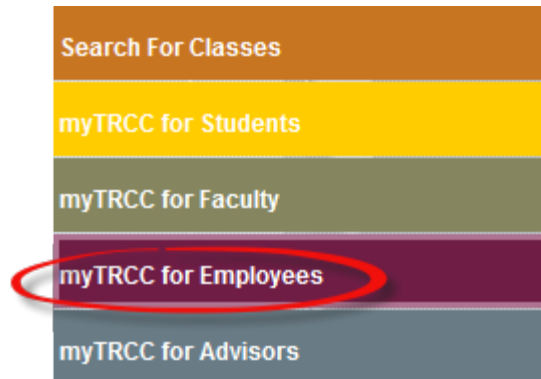 Search For Classes
myTRCC for Students
myTRCC for Faculty
myTRCC for Employees
myTRCC for Advisors